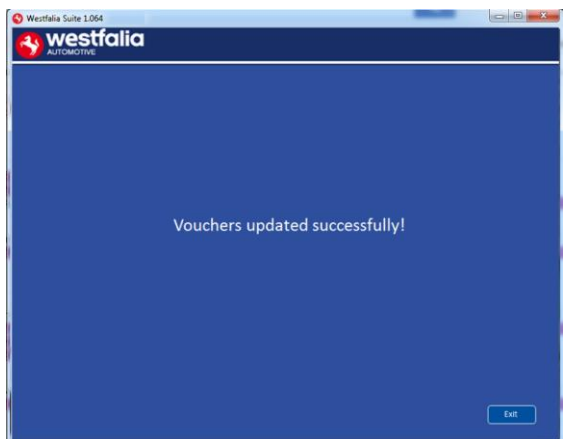 Westfalia Suite 1.064
westfalia
AUTOMOTIVE
Vouchers updated successfully!
Exit